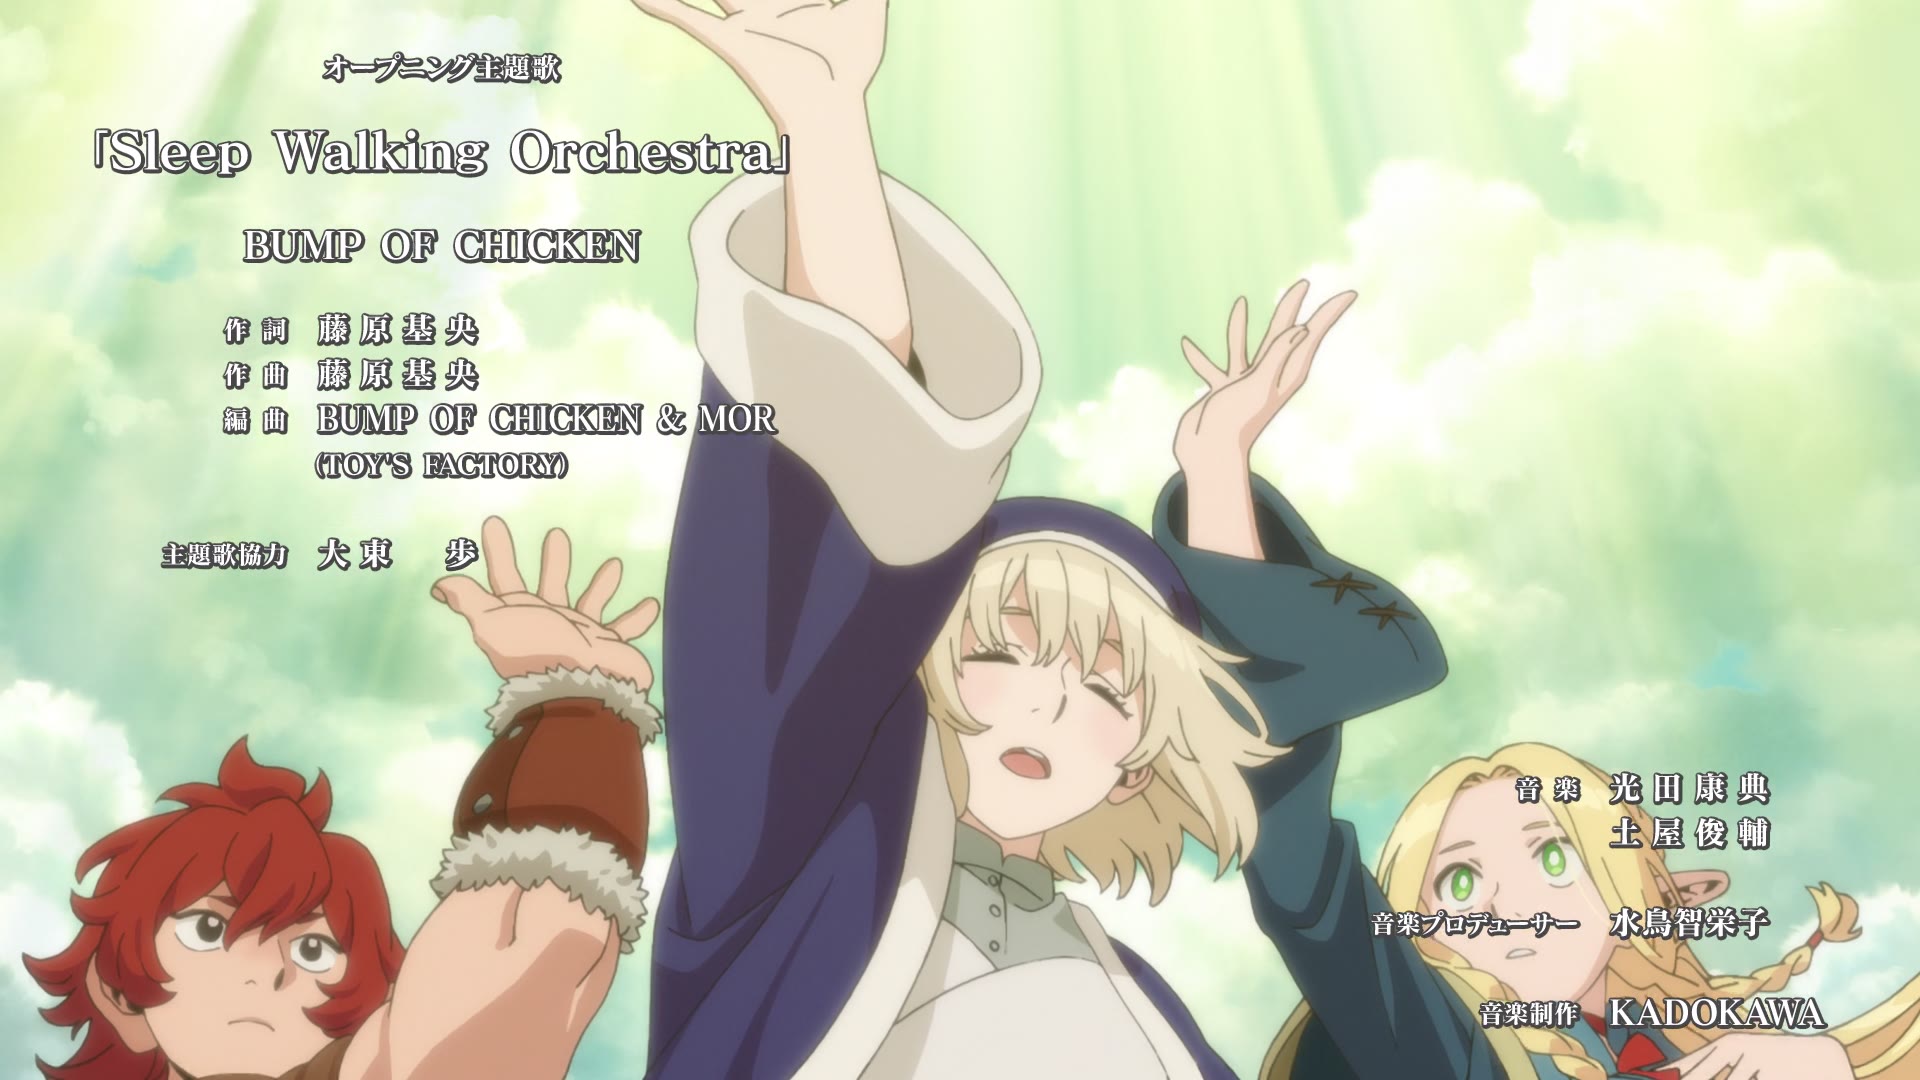 オープニング主題歌
「Sleep Walking Orchestra」
BUMP OF CHICKEN
作詞 藤原基央
作曲 藤原基央
編曲 BUMP OF CHICKEN & MOR
(TOY'S FACTORY)
主題歌協力 大東 歩
音楽 光田康典
土屋俊輔
音楽プロデューサー 水鳥智栄子
音楽制作 KADOKAWA